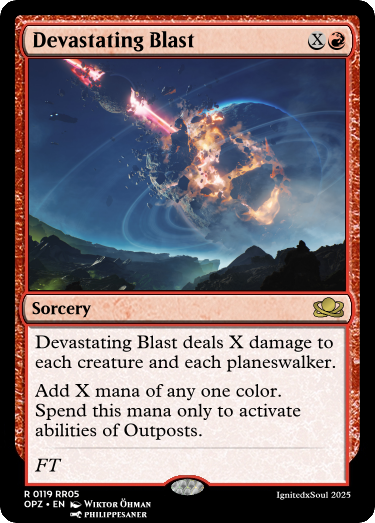 Devastating Blast X R
Sorcery
Devastating Blast deals X damage to
each creature and each planeswalker.
Add X mana of any one color.
Spend this mana only to activate
abilities of Outposts.
FT
R 0119 RR05
OPZ • EN Wiktor Öhman
philippesaner
IgnitedxSoul 2025